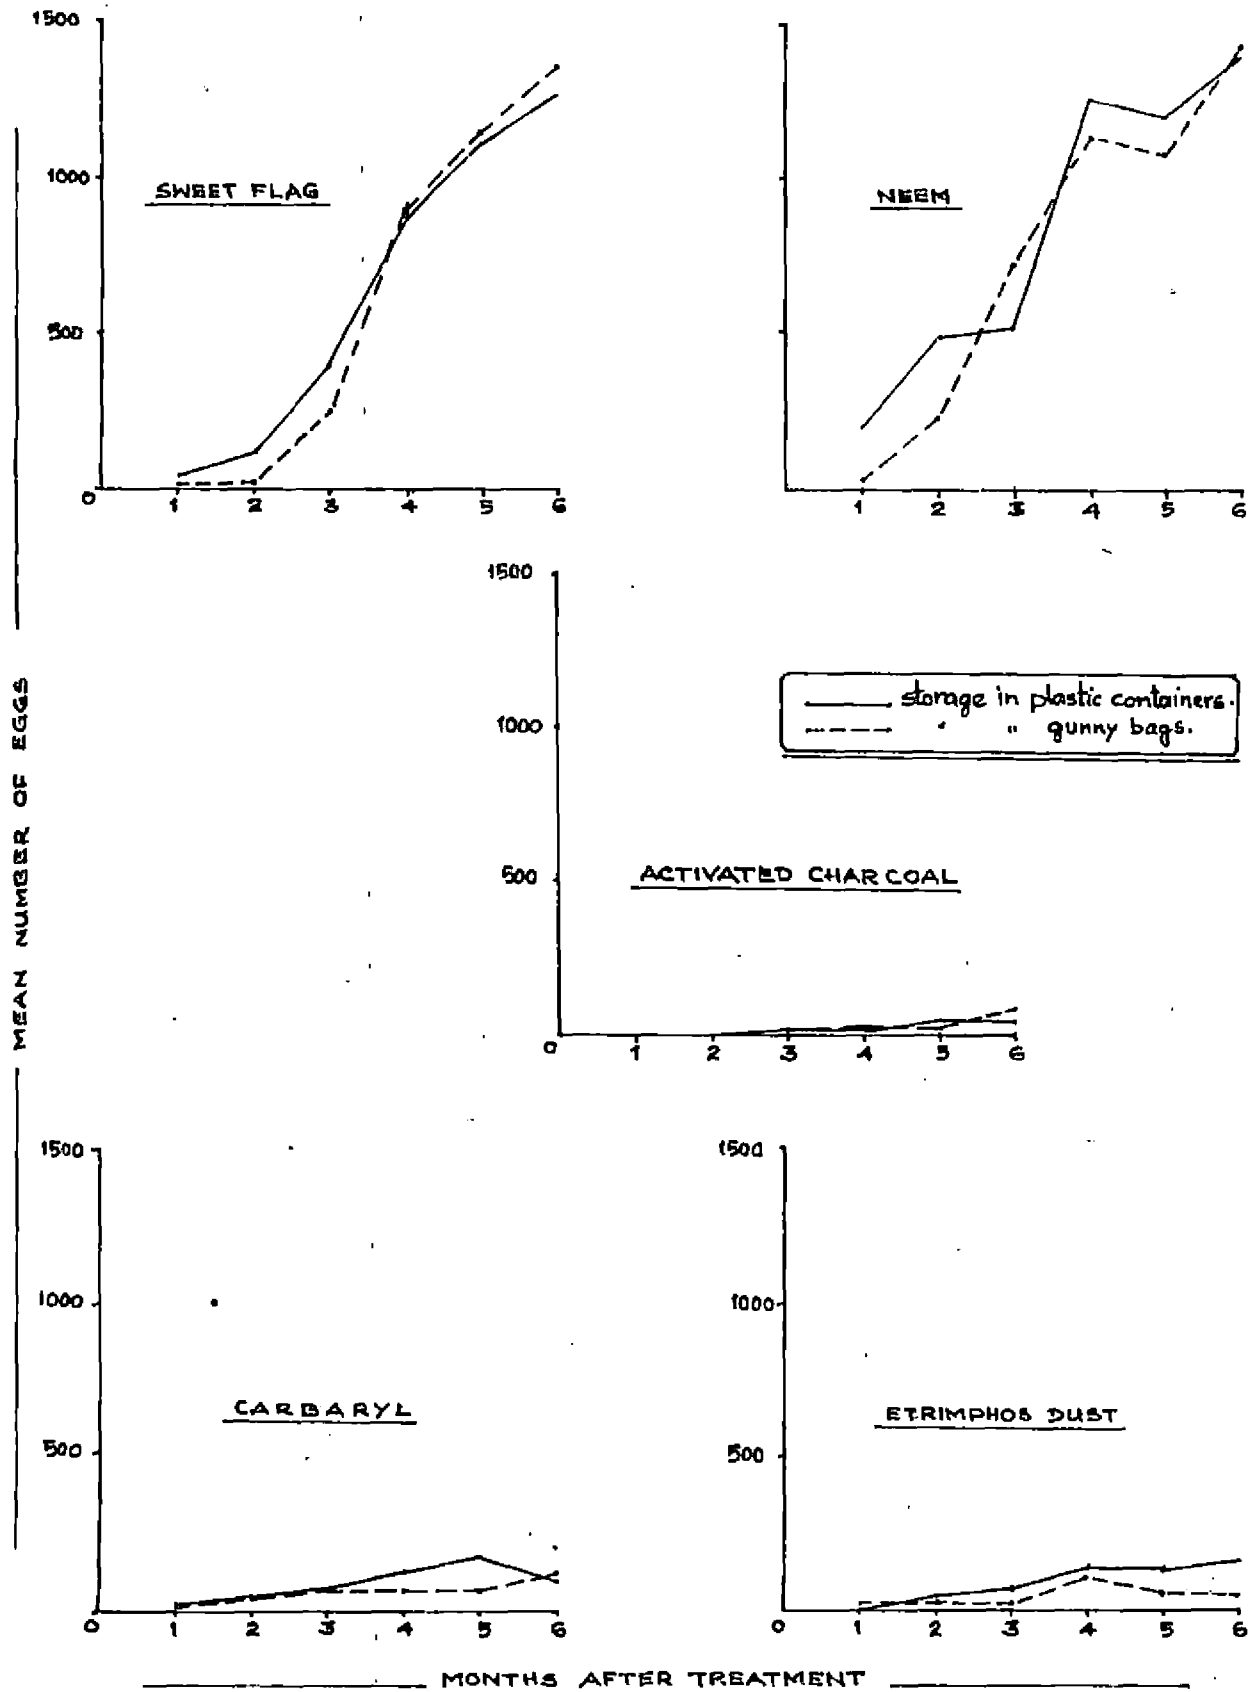 1500
1000
500
0
SWEET FLAG
1 2 3 4 5 6
NEEM
1 2 3 4 5 6
MEAN NUMBER OF EGGS
1500
1000
500
0
storage in plastic containers.
" " gunny bags.
ACTIVATED CHARCOAL
1 2 3 4 5 6
1500
1000
500
0
CARBARYL
1 2 3 4 5 6
1500
1000
500
0
ETRIMPHOS DUST
1 2 3 4 5 6
MONTHS AFTER TREATMENT